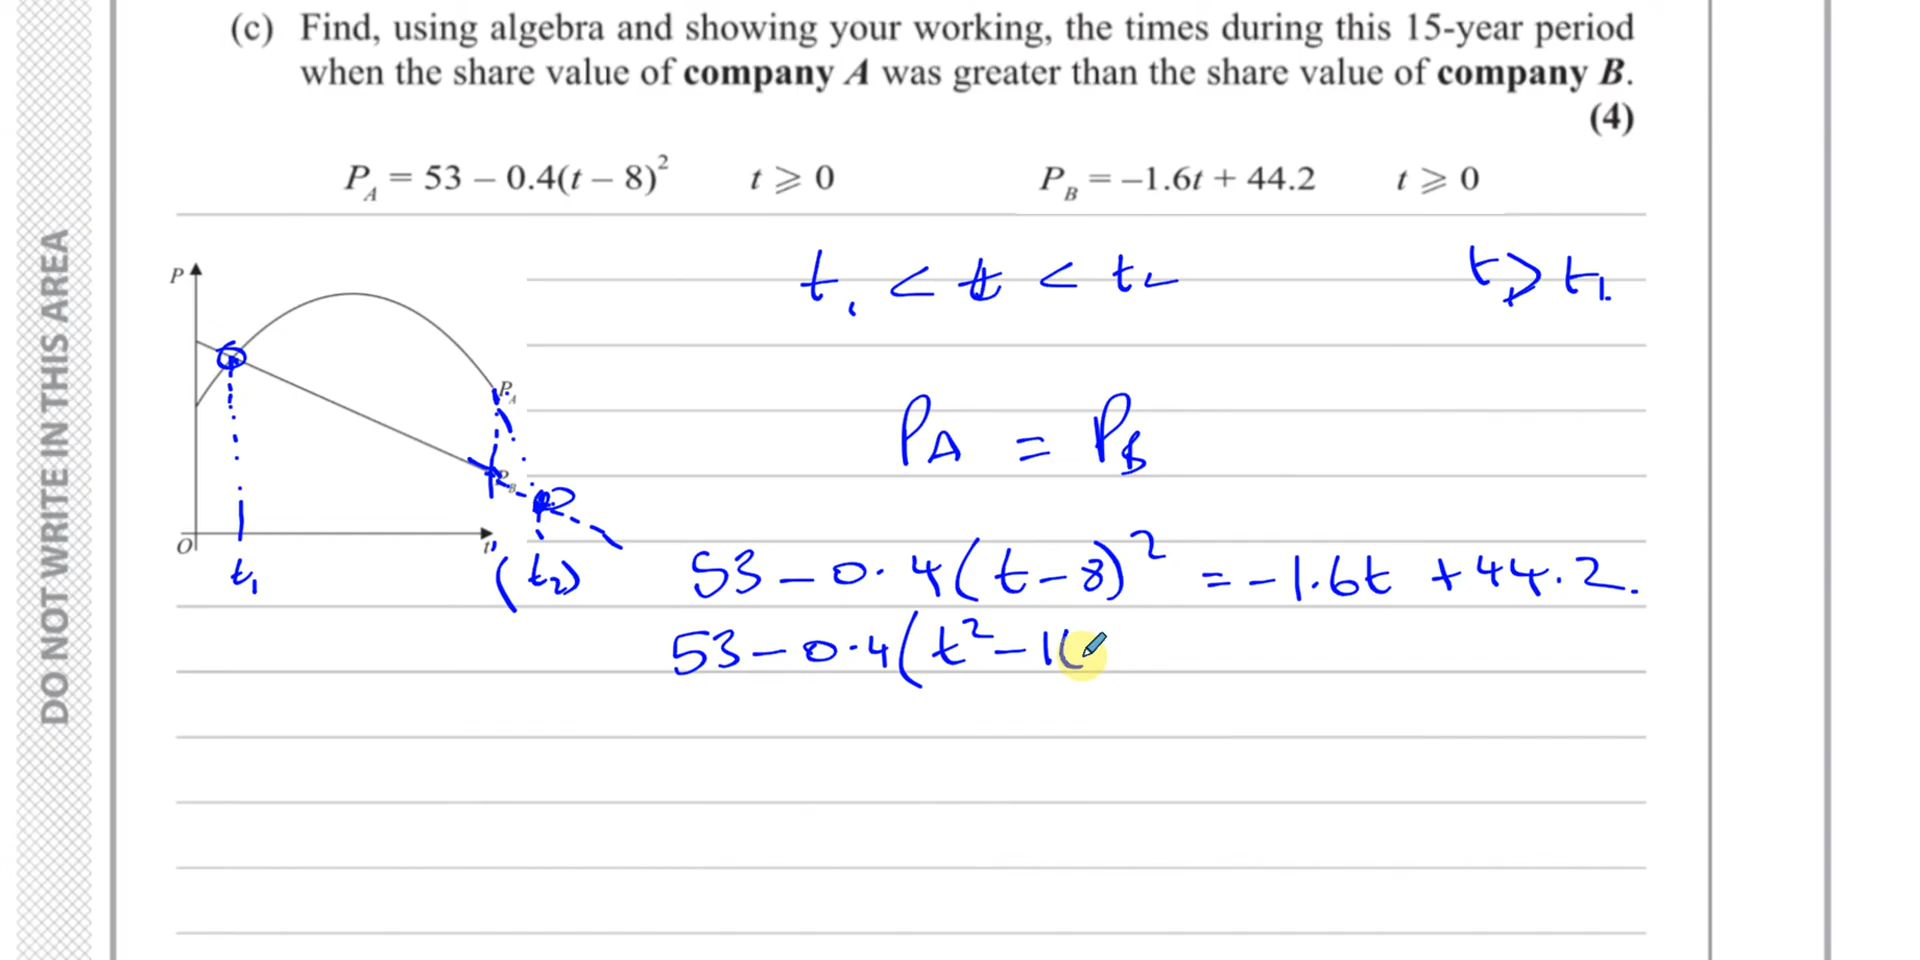 (c) Find, using algebra and showing your working, the times during this 15-year period
when the share value of company A was greater than the share value of company B.
(4)
P_A = 53 – 0.4(t – 8)² t ⩾ 0 P_B = –1.6t + 44.2 t ⩾ 0
t₁ < t < t₂ t > t₁.
P
P_A = P_B
P_A
P_B
O t
t₁ (t₂)
53 – 0.4(t – 8)² = –1.6t + 44.2.
53 – 0.4(t² – 1
DO NOT WRITE IN THIS AREA